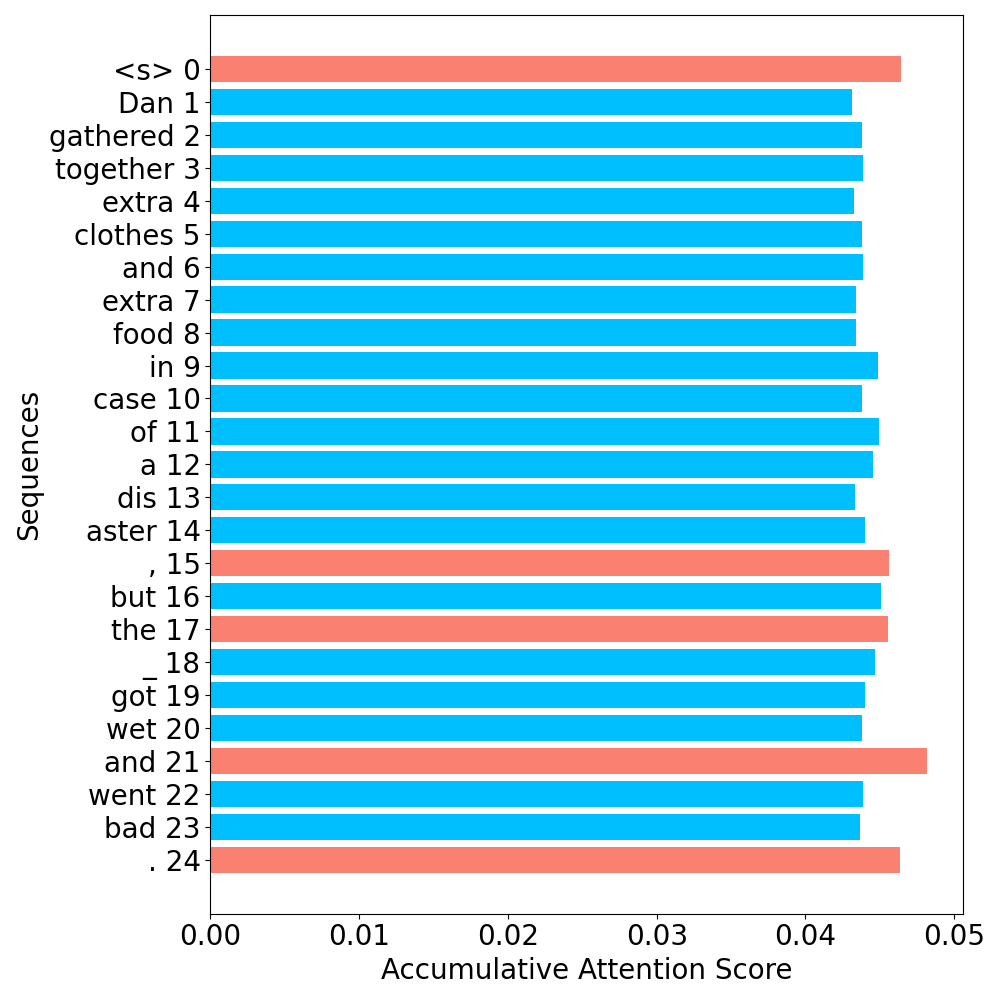 <s> 0
Dan 1
gathered 2
together 3
extra 4
clothes 5
and 6
extra 7
food 8
in 9
case 10
of 11
a 12
dis 13
aster 14
, 15
but 16
the 17
_ 18
got 19
wet 20
and 21
went 22
bad 23
. 24
Sequences
0.00 0.01 0.02 0.03 0.04 0.05
Accumulative Attention Score